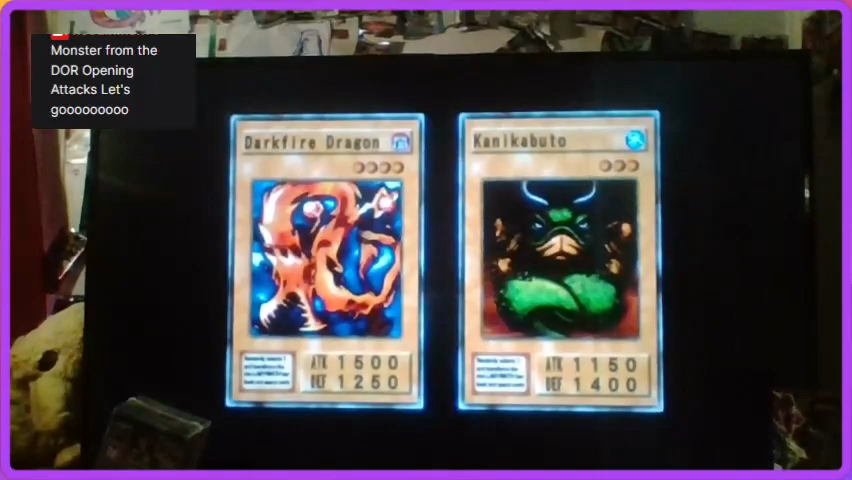 Monster from the
DOR Opening
Attacks Let's
gooooooooo
Darkfire Dragon
Kanikabuto
ATK 1500
DEF 1250
ATK 1150
DEF 1400